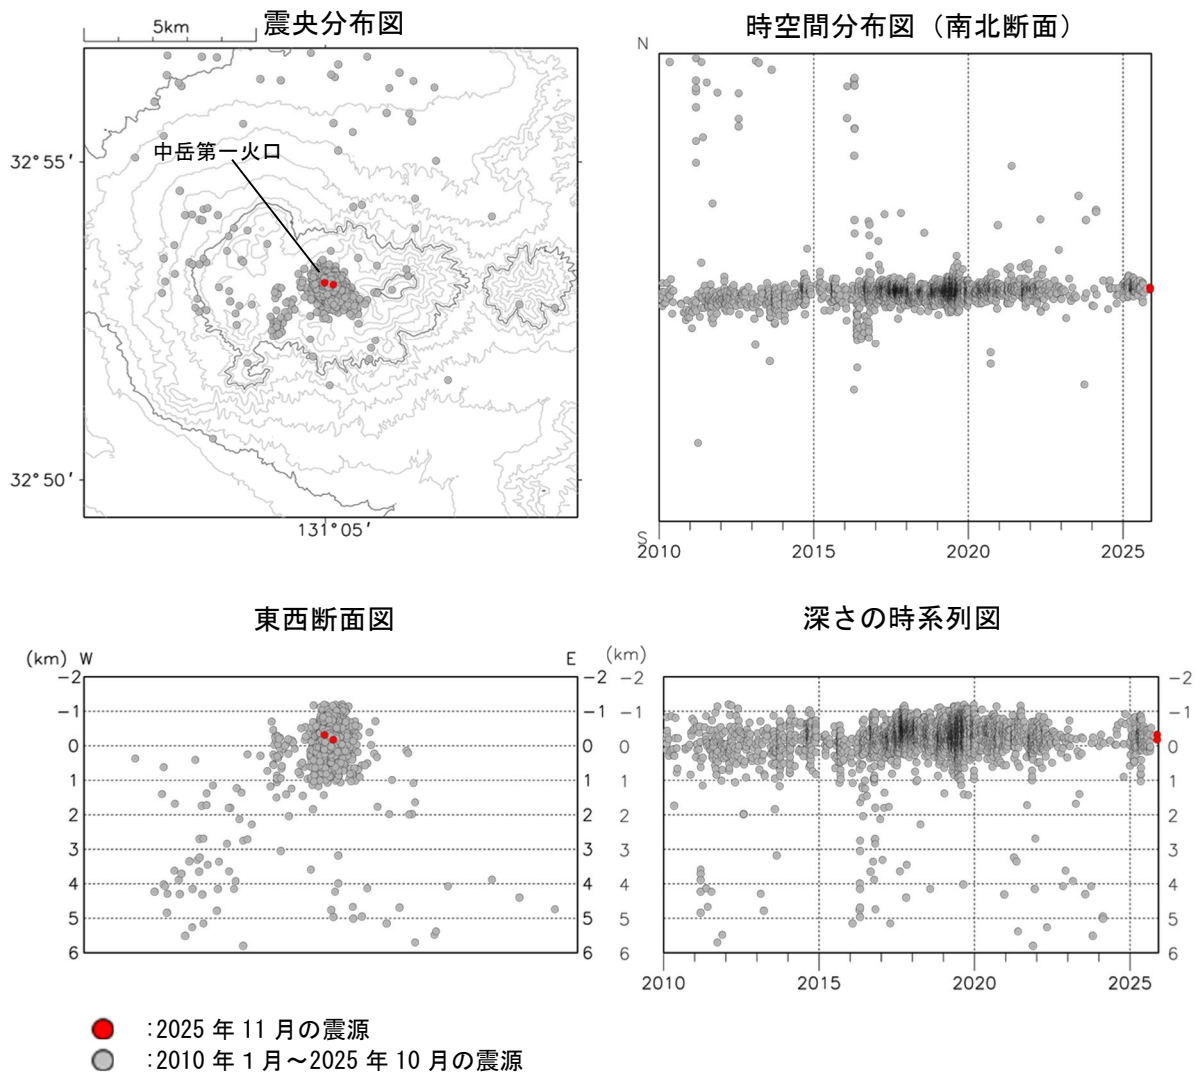 5km
震央分布図
中岳第一火口
32°55′
32°50′
131°05′
時空間分布図（南北断面）
N
S
2010 2015 2020 2025
東西断面図
(km) W E
-2 -2
-1 -1
0 0
1 1
2 2
3 3
4 4
5 5
6 6
深さの時系列図
(km)
-2 -2
-1 -1
0 0
1 1
2 2
3 3
4 4
5 5
6 6
2010 2015 2020 2025
：2025 年 11 月の震源
：2010 年 1 月～2025 年 10 月の震源